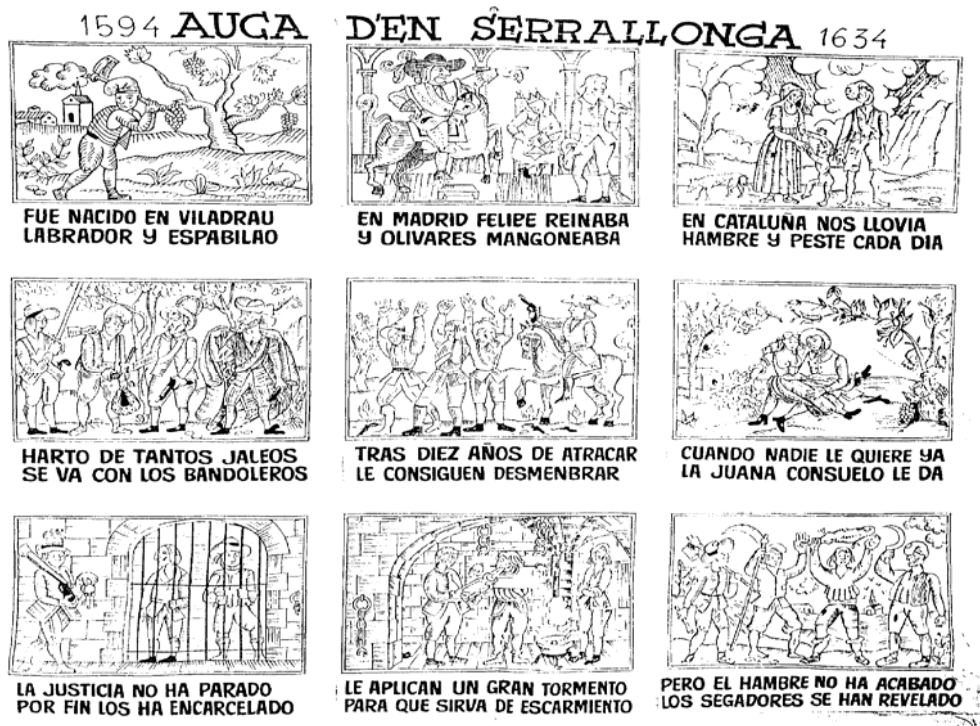 1594 AUCA D'EN SERRALLONGA 1634
FUE NACIDO EN VILADRAU
LABRADOR Y ESPABILAO
EN MADRID FELIPE REINABA
Y OLIVARES MANGONEABA
EN CATALUÑA NOS LLOVIA
HAMBRE Y PESTE CADA DIA
HARTO DE TANTOS JALEOS
SE VA CON LOS BANDOLEROS
TRAS DIEZ AÑOS DE ATRACAR
LE CONSIGUEN DESMENBRAR
CUANDO NADIE LE QUIERE YA
LA JUANA CONSUELO LE DA
LA JUSTICIA NO HA PARADO
POR FIN LOS HA ENCARCELADO
LE APLICAN UN GRAN TORMENTO
PARA QUE SIRVA DE ESCARMIENTO
PERO EL HAMBRE NO HA ACABADO
LOS SEGADORES SE HAN REVELADO